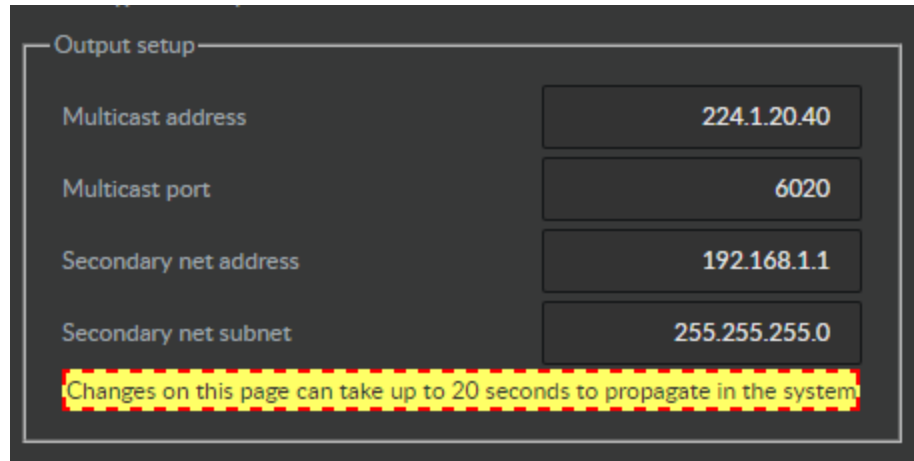 Output setup
Multicast address 224.1.20.40
Multicast port 6020
Secondary net address 192.168.1.1
Secondary net subnet 255.255.255.0
Changes on this page can take up to 20 seconds to propagate in the system